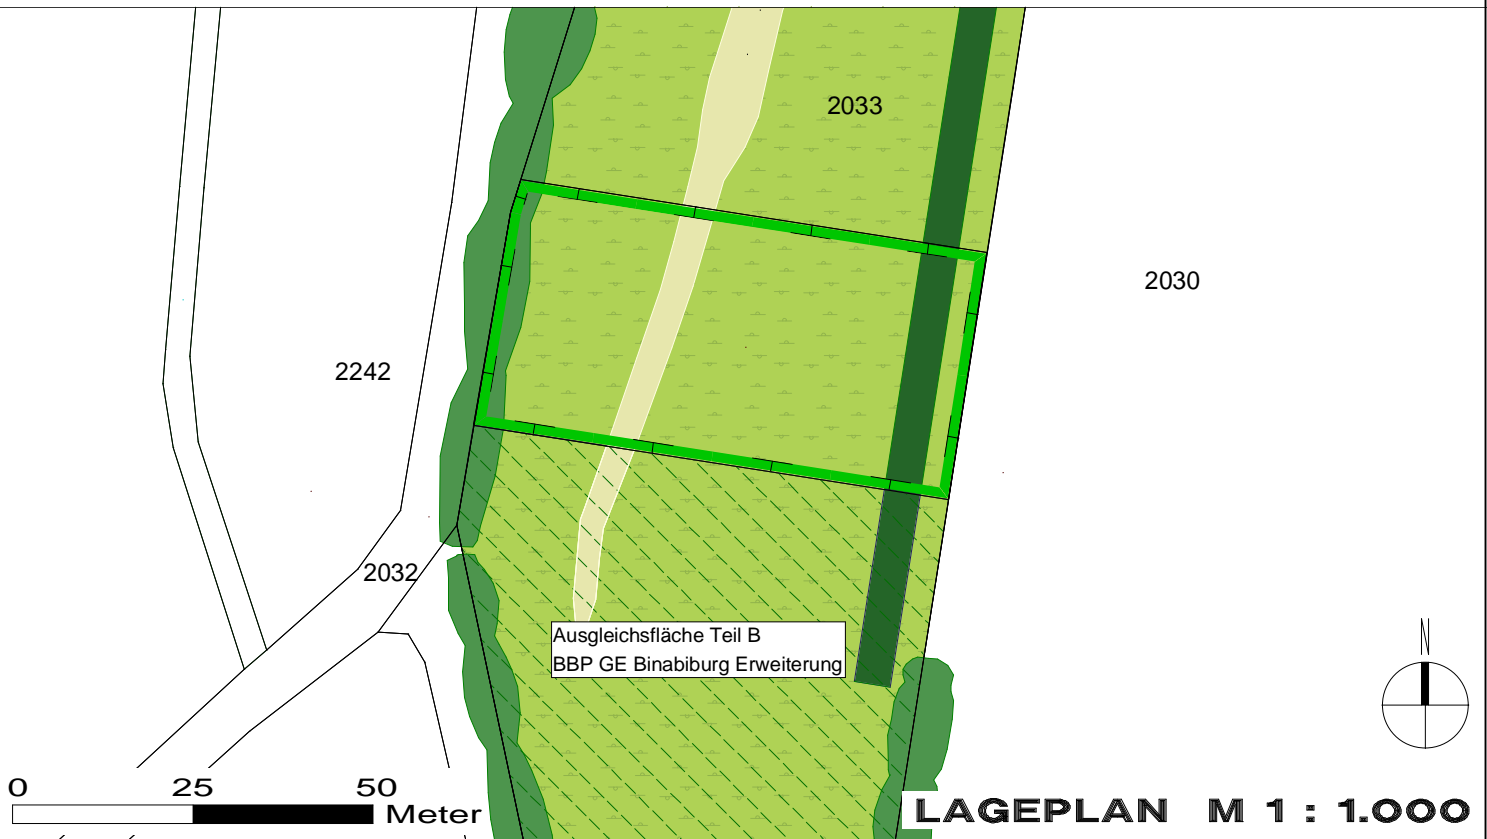 2033
2030
2242
2032
Ausgleichsfläche Teil B
BBP GE Binabiburg Erweiterung
N
0 25 50
Meter
LAGEPLAN M 1 : 1.000